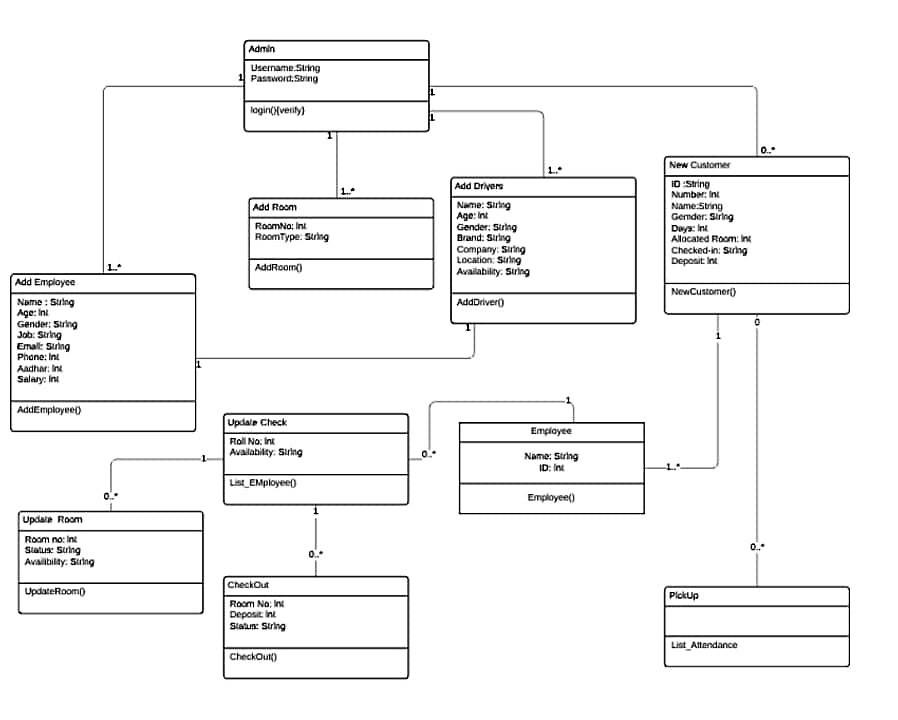 Admin
Username:String
Password:String
login(){verify}
1
1
1
1
1..*
1..*
0..*
1..*
Add Room
RoomNo: Int
RoomType: String
AddRoom()
Add Drivers
Name: String
Age: Int
Gender: String
Brand: String
Company: String
Location: String
Availability: String
AddDriver()
1
New Customer
ID :String
Number: Int
Name:String
Gemder: String
Days: Int
Allocated Room: Int
Checked-in: String
Deposit: Int
NewCustomer()
1
0
Add Employee
Name : String
Age: Int
Gender: String
Job: String
Email: String
Phone: Int
Aadhar: Int
Salary: Int
AddEmployee()
1
Update Check
Roll No: Int
Availability: String
List_EMployee()
1
0..*
1
0..*
1
0..*
Employee
Name: String
ID: Int
Employee()
1..*
0..*
Update Room
Room no: Int
Status: String
Availibility: String
UpdateRoom()
CheckOut
Room No: Int
Deposit: Int
Status: String
CheckOut()
PickUp
List_Attendance